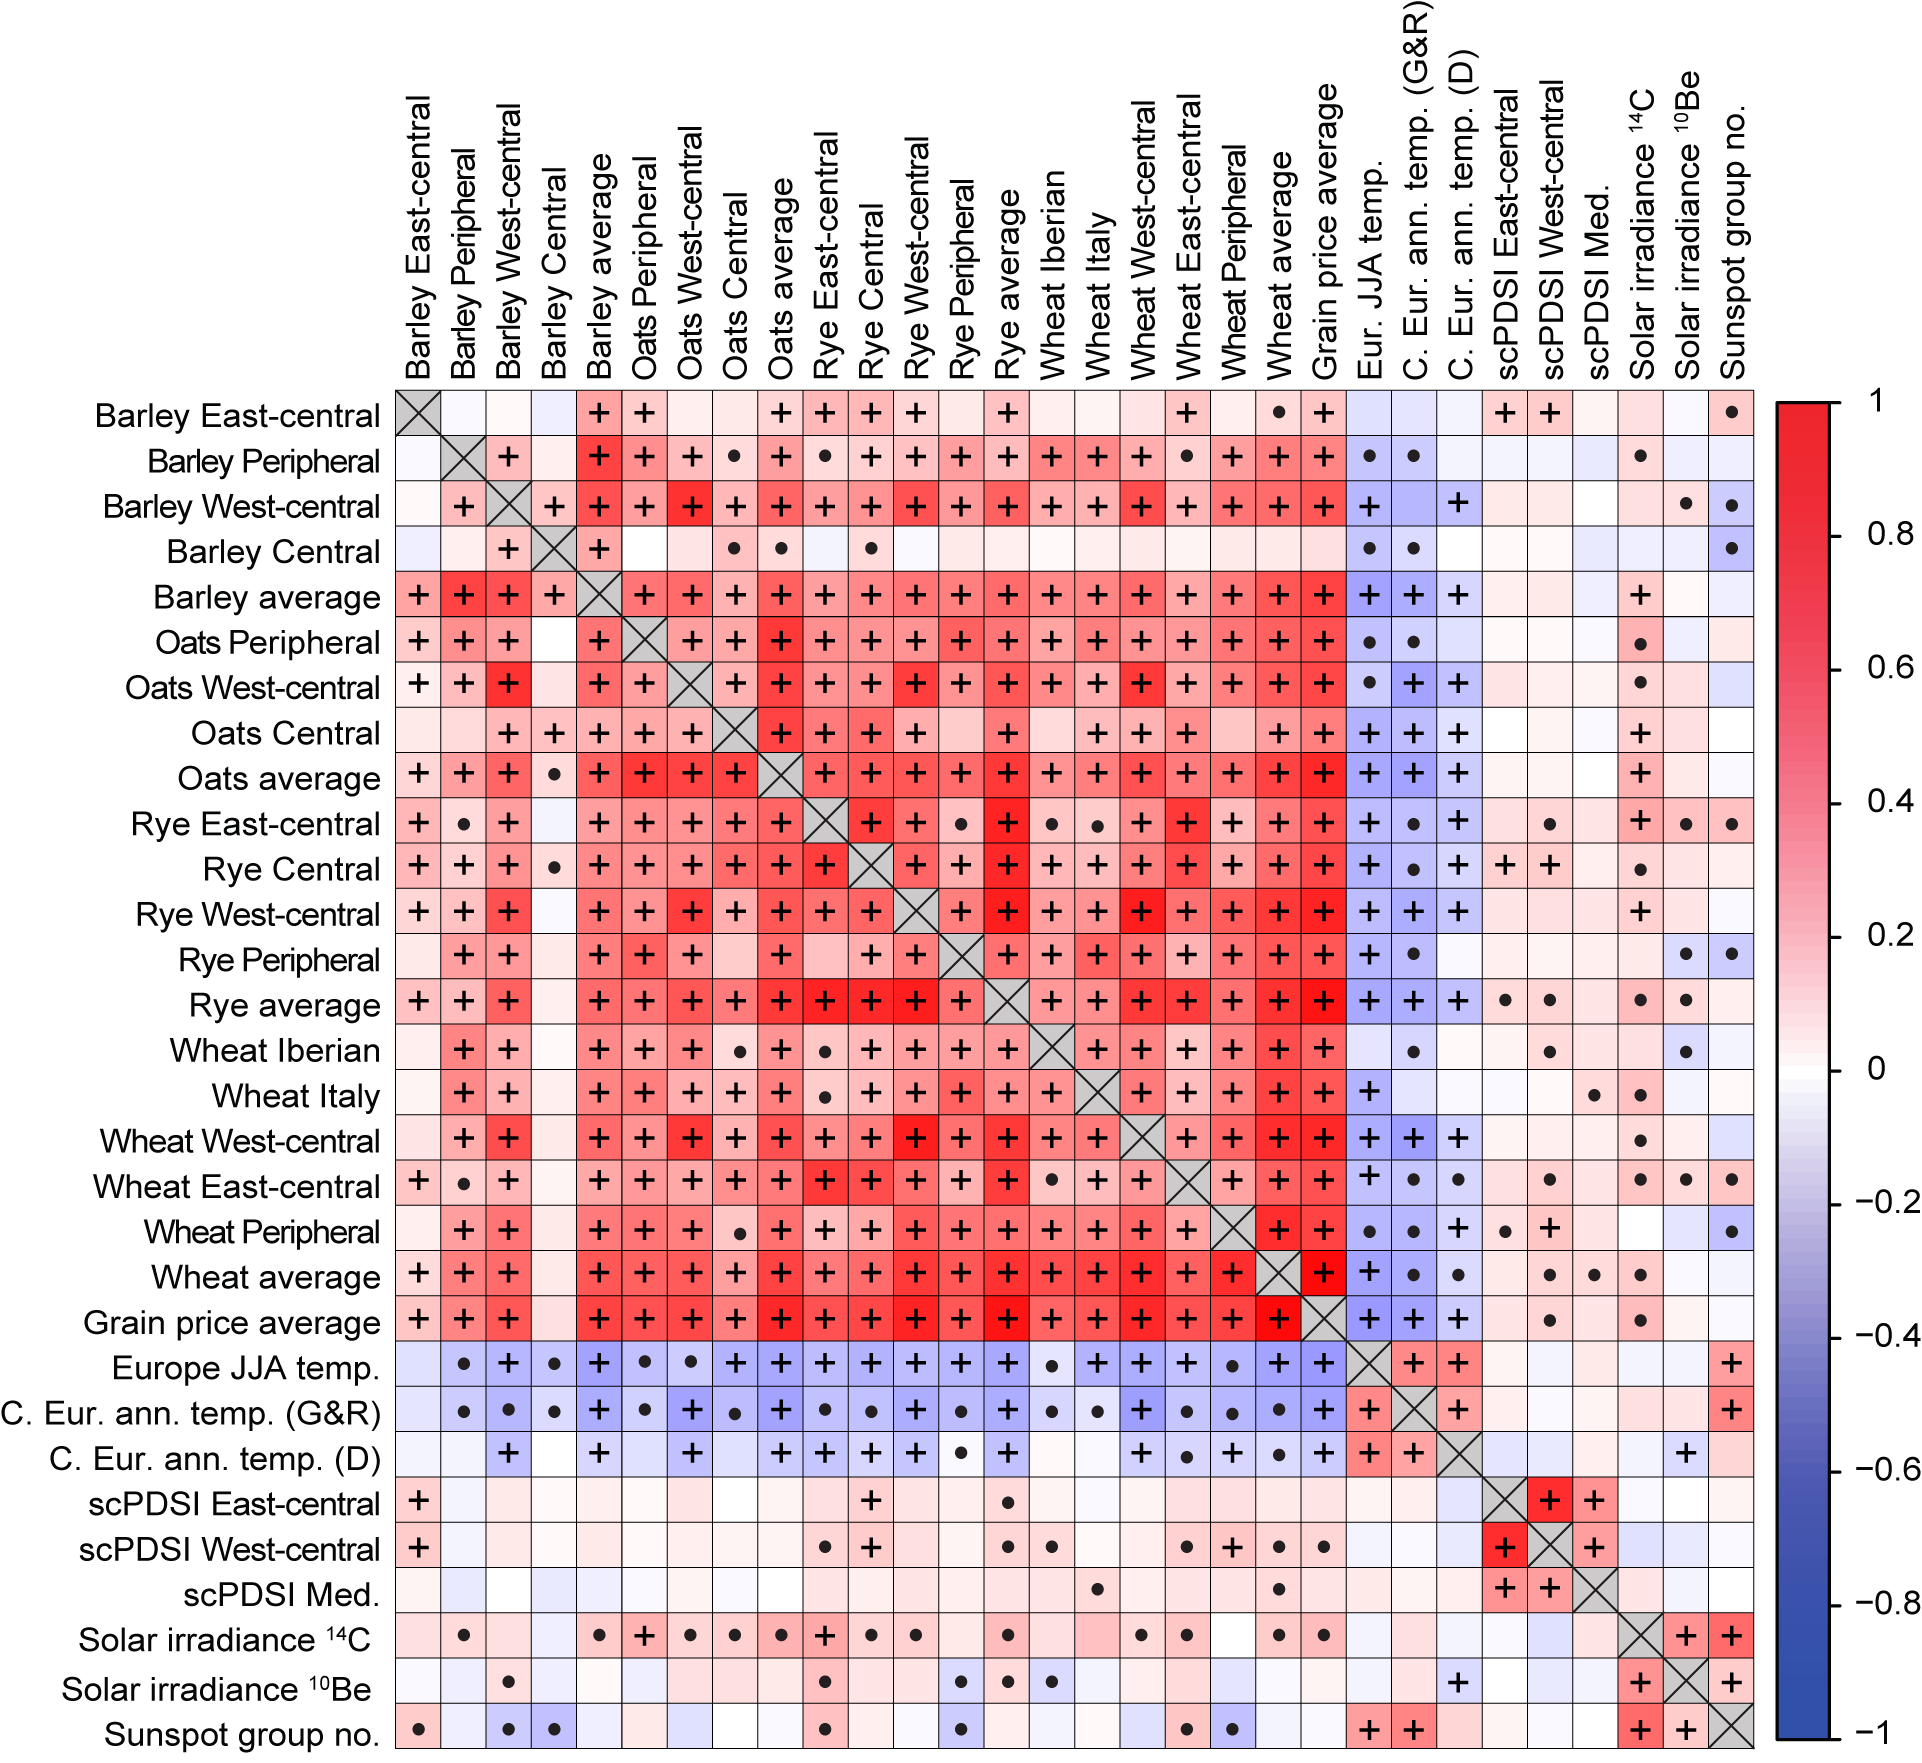 Barley East-central
Barley Peripheral
Barley West-central
Barley Central
Barley average
Oats Peripheral
Oats West-central
Oats Central
Oats average
Rye East-central
Rye Central
Rye West-central
Rye Peripheral
Rye average
Wheat Iberian
Wheat Italy
Wheat West-central
Wheat East-central
Wheat Peripheral
Wheat average
Grain price average
Eur. JJA temp.
C. Eur. ann. temp. (G&R)
C. Eur. ann. temp. (D)
scPDSI East-central
scPDSI West-central
scPDSI Med.
Solar irradiance ¹⁴C
Solar irradiance ¹⁰Be
Sunspot group no.
Barley East-central
Barley Peripheral
Barley West-central
Barley Central
Barley average
Oats Peripheral
Oats West-central
Oats Central
Oats average
Rye East-central
Rye Central
Rye West-central
Rye Peripheral
Rye average
Wheat Iberian
Wheat Italy
Wheat West-central
Wheat East-central
Wheat Peripheral
Wheat average
Grain price average
Europe JJA temp.
C. Eur. ann. temp. (G&R)
C. Eur. ann. temp. (D)
scPDSI East-central
scPDSI West-central
scPDSI Med.
Solar irradiance ¹⁴C
Solar irradiance ¹⁰Be
Sunspot group no.
1
0.8
0.6
0.4
0.2
0
−0.2
−0.4
−0.6
−0.8
−1